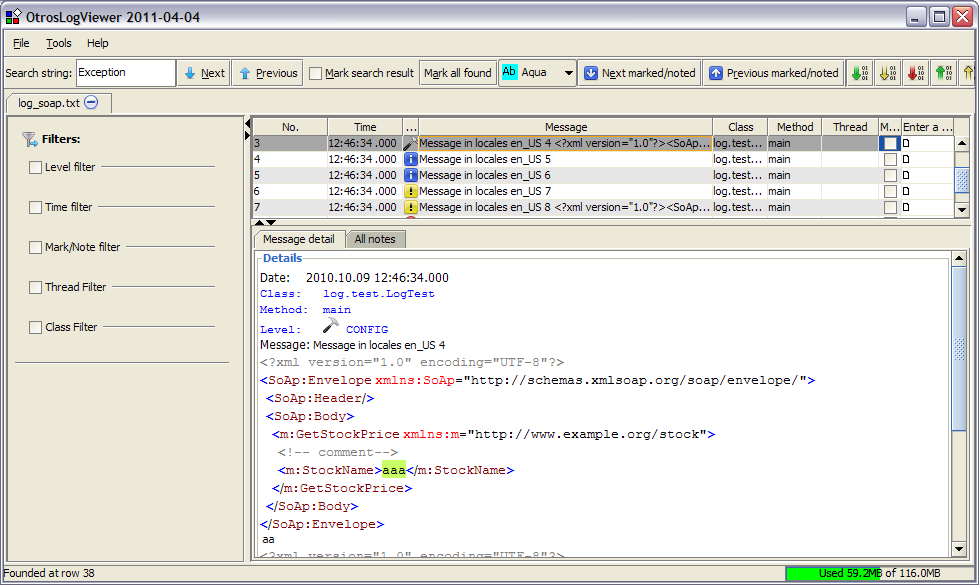 OtrosLogViewer 2011-04-04
File Tools Help
Search string: Exception Next Previous Mark search result Mark all found Ab Aqua Next marked/noted Previous marked/noted
log_soap.txt
Filters:
Level filter
Time filter
Mark/Note filter
Thread Filter
Class Filter
No. Time ... Message Class Method Thread M... Enter a ...
3 12:46:34 .000 Message in locales en_US 4 <?xml version="1.0"?><SoAp... log.test... main
4 12:46:34 .000 Message in locales en_US 5 log.test... main
5 12:46:34 .000 Message in locales en_US 6 log.test... main
6 12:46:34 .000 Message in locales en_US 7 log.test... main
7 12:46:34 .000 Message in locales en_US 8 <?xml version="1.0"?><SoAp... log.test... main
Message detail All notes
Details
Date: 2010.10.09 12:46:34.000
Class: log.test.LogTest
Method: main
Level: CONFIG
Message: Message in locales en_US 4
<?xml version="1.0" encoding="UTF-8"?>
<SoAp:Envelope xmlns:SoAp="http://schemas.xmlsoap.org/soap/envelope/">
<SoAp:Header/>
<SoAp:Body>
<m:GetStockPrice xmlns:m="http://www.example.org/stock">
<!-- comment-->
<m:StockName>aaa</m:StockName>
</m:GetStockPrice>
</SoAp:Body>
</SoAp:Envelope>
aa
<?xml version="1.0" encoding="UTF-8"?>
Founded at row 38
Used 59.2MB of 116.0MB